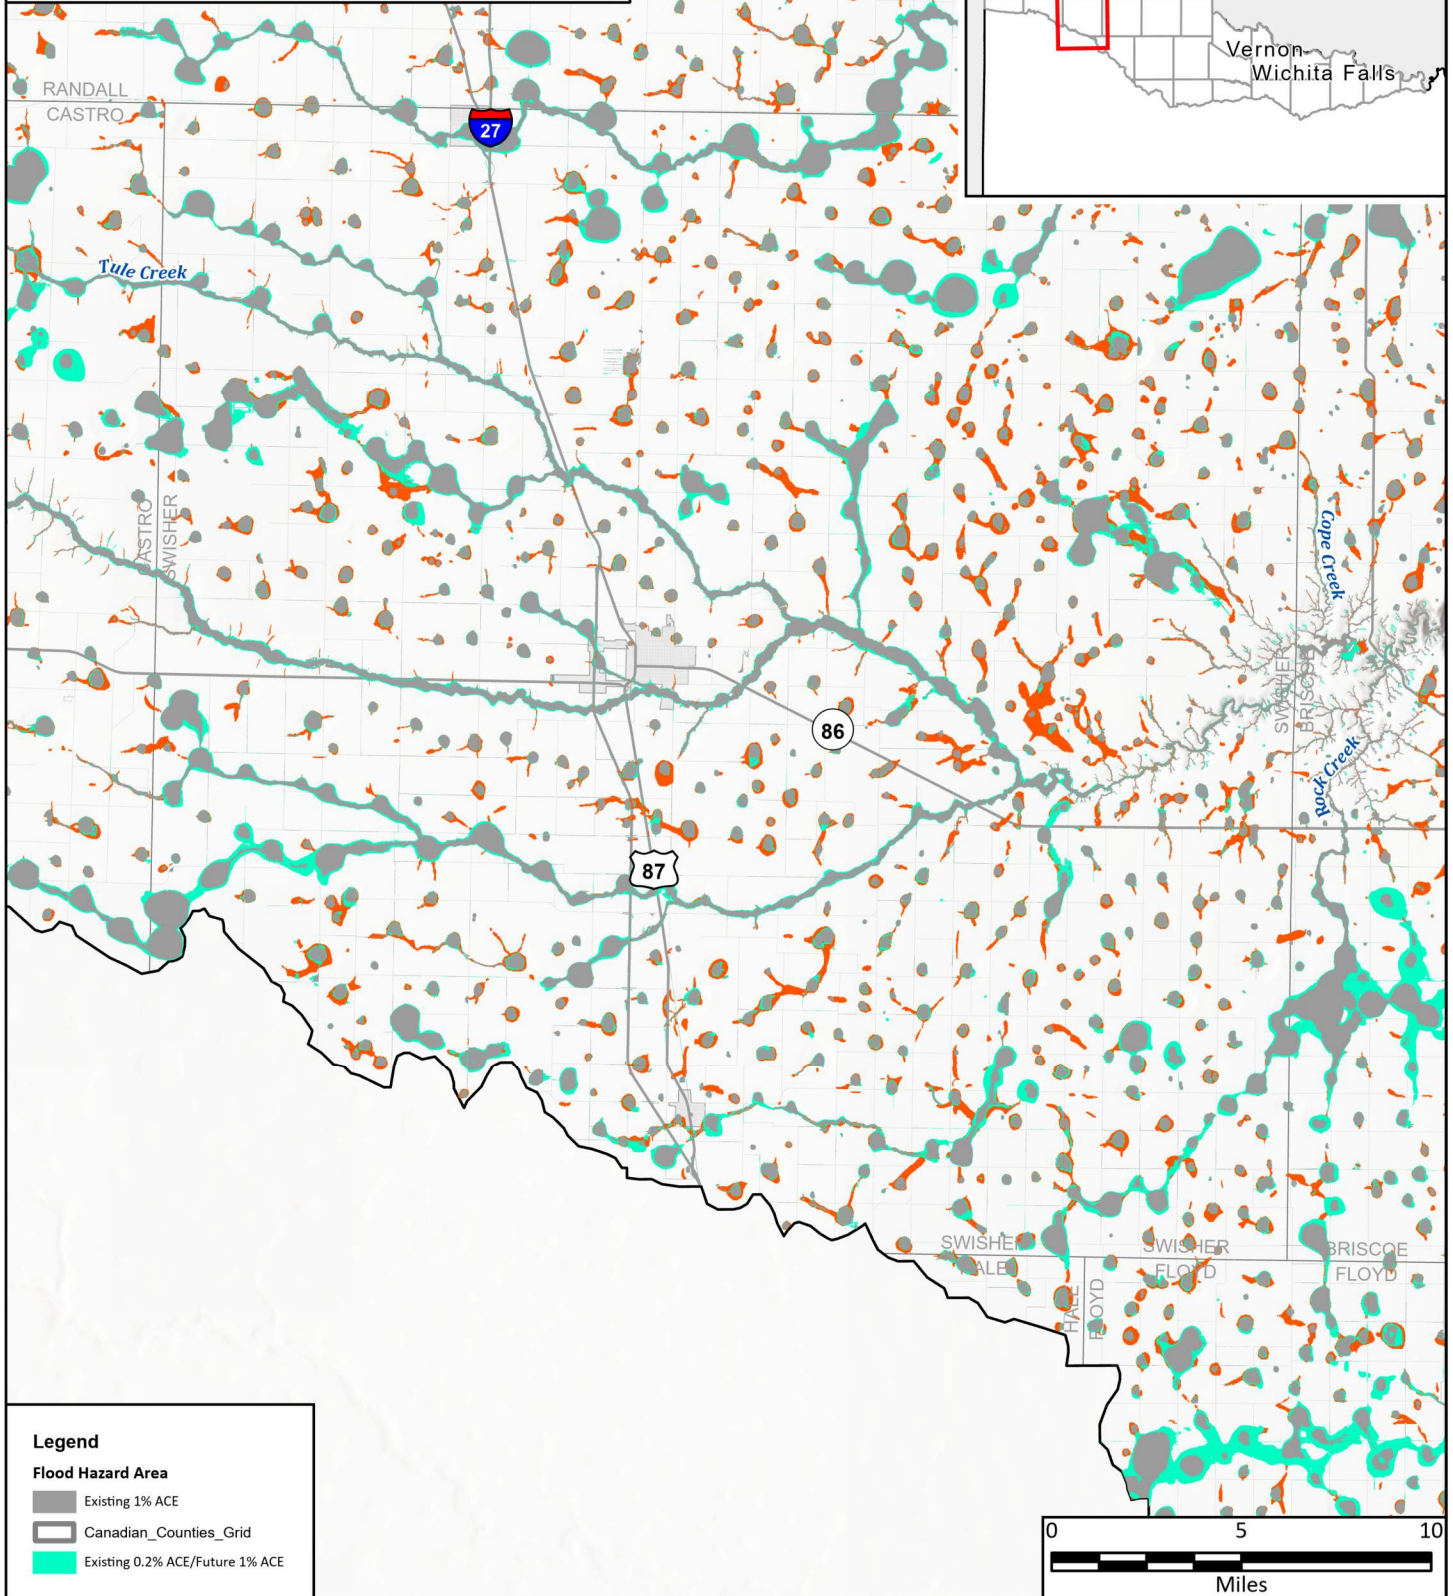 Vernon-
Wichita Falls
RANDALL
CASTRO
27
Tule Creek
CASTRO
SWISHER
Cope Creek
SWISHER
BRISCOE
86
Rock Creek
87
SWISHER
HALE
SWISHER
FLOYD
BRISCOE
FLOYD
HALE
FLOYD
Legend
Flood Hazard Area
Existing 1% ACE
Canadian_Counties_Grid
Existing 0.2% ACE/Future 1% ACE
0 5 10
Miles